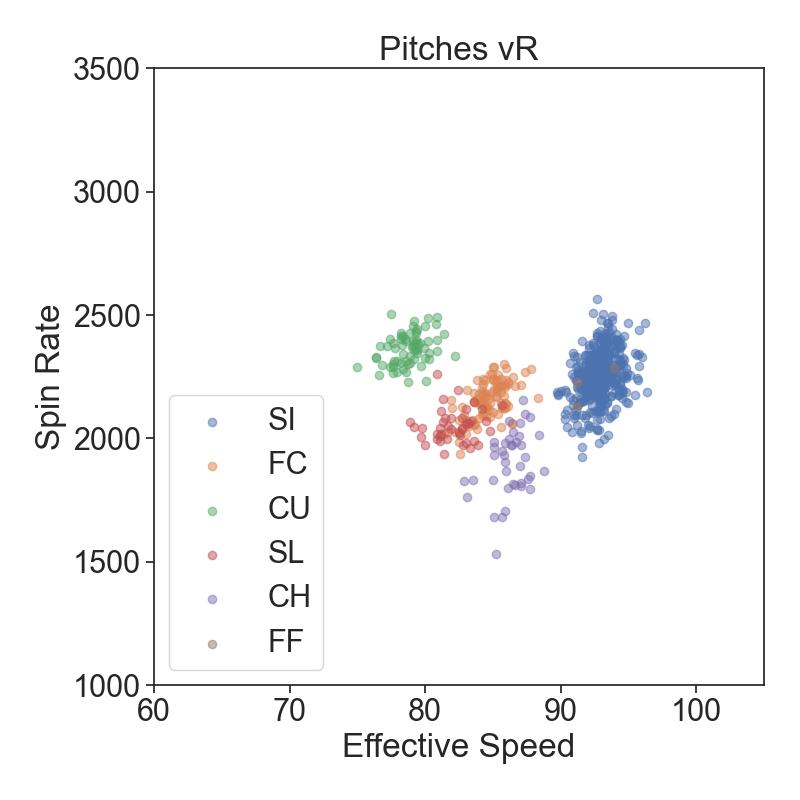 Pitches vR
3500
3000
2500
2000
1500
1000
Spin Rate
SI
FC
CU
SL
CH
FF
60 70 80 90 100
Effective Speed